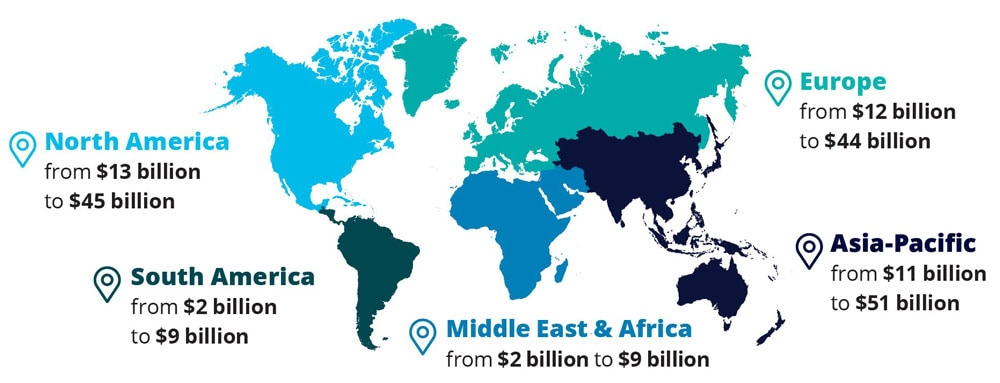 Europe
from $12 billion
to $44 billion
North America
from $13 billion
to $45 billion
Asia-Pacific
from $11 billion
to $51 billion
South America
from $2 billion
to $9 billion
Middle East & Africa
from $2 billion to $9 billion